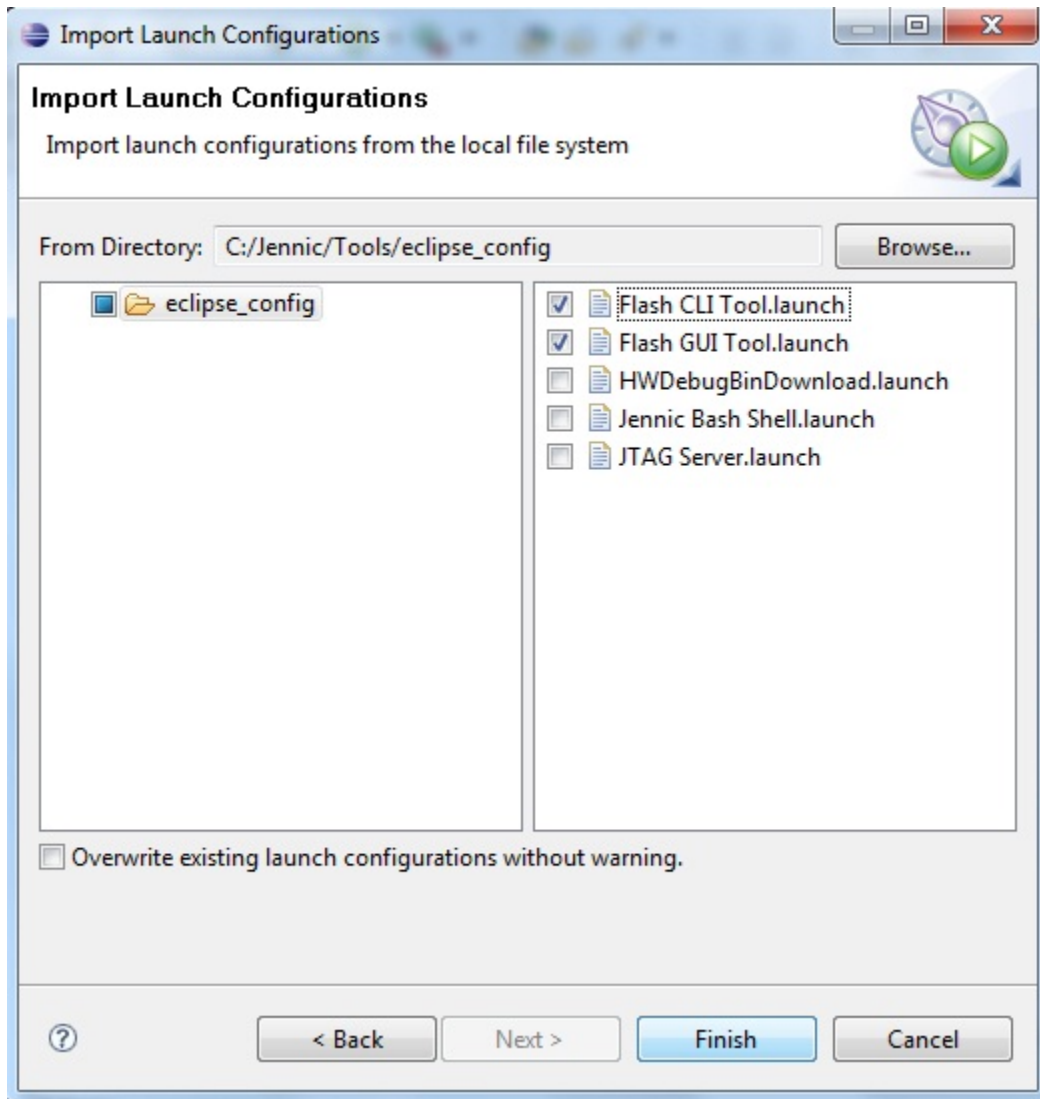 Import Launch Configurations
Import Launch Configurations
Import launch configurations from the local file system
From Directory: C:/Jennic/Tools/eclipse_config Browse...
eclipse_config
Flash CLI Tool.launch
Flash GUI Tool.launch
HWDebugBinDownload.launch
Jennic Bash Shell.launch
JTAG Server.launch
Overwrite existing launch configurations without warning.
? < Back Next > Finish Cancel